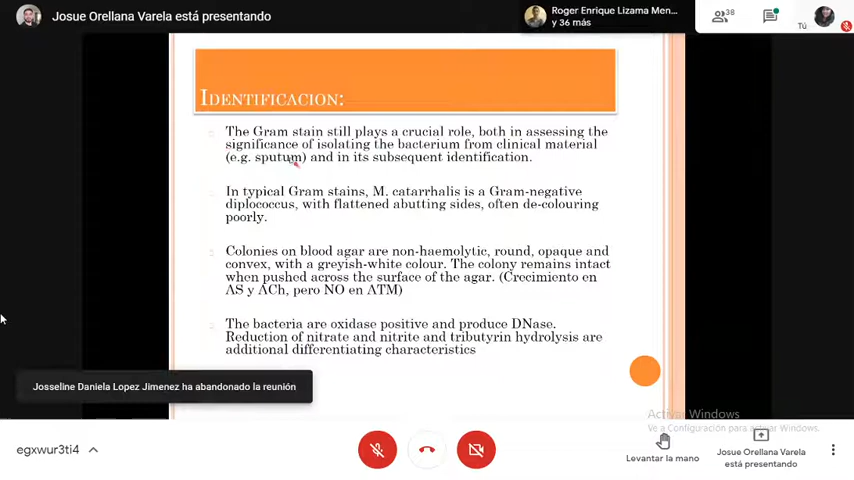 Josue Orellana Varela está presentando
Roger Enrique Lizama Men...
y 36 más
38
Tú
IDENTIFICACION:
The Gram stain still plays a crucial role, both in assessing the
significance of isolating the bacterium from clinical material
(e.g. sputum) and in its subsequent identification.
In typical Gram stains, M. catarrhalis is a Gram-negative
diplococcus, with flattened abutting sides, often de-colouring
poorly.
Colonies on blood agar are non-haemolytic, round, opaque and
convex, with a greyish-white colour. The colony remains intact
when pushed across the surface of the agar. (Crecimiento en
AS y ACh, pero NO en ATM)
The bacteria are oxidase positive and produce DNase.
Reduction of nitrate and nitrite and tributyrin hydrolysis are
additional differentiating characteristics
Josseline Daniela Lopez Jimenez ha abandonado la reunión
Activar Windows
Ve a Configuración para activar Windows.
egxwur3ti4
Levantar la mano
Josue Orellana Varela
está presentando